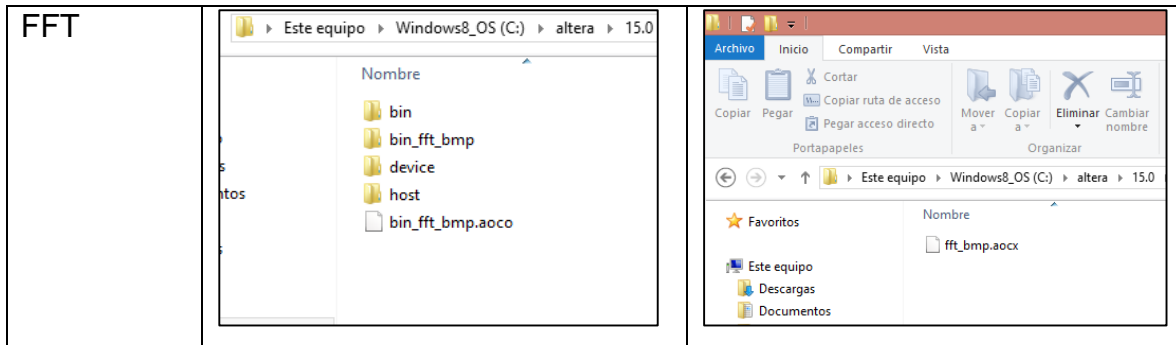 FFT
Este equipo Windows8_OS (C:) altera 15.0
Nombre
bin
bin_fft_bmp
device
host
bin_fft_bmp.aoco
s
ntos
s
Archivo Inicio Compartir Vista
Copiar
Pegar
Cortar
Copiar ruta de acceso
Pegar acceso directo
Portapapeles
Mover a
Copiar a
Eliminar
Cambiar nombre
Organizar
Este equipo Windows8_OS (C:) altera 15.0
Favoritos
Este equipo
Descargas
Documentos
Nombre
fft_bmp.aocx